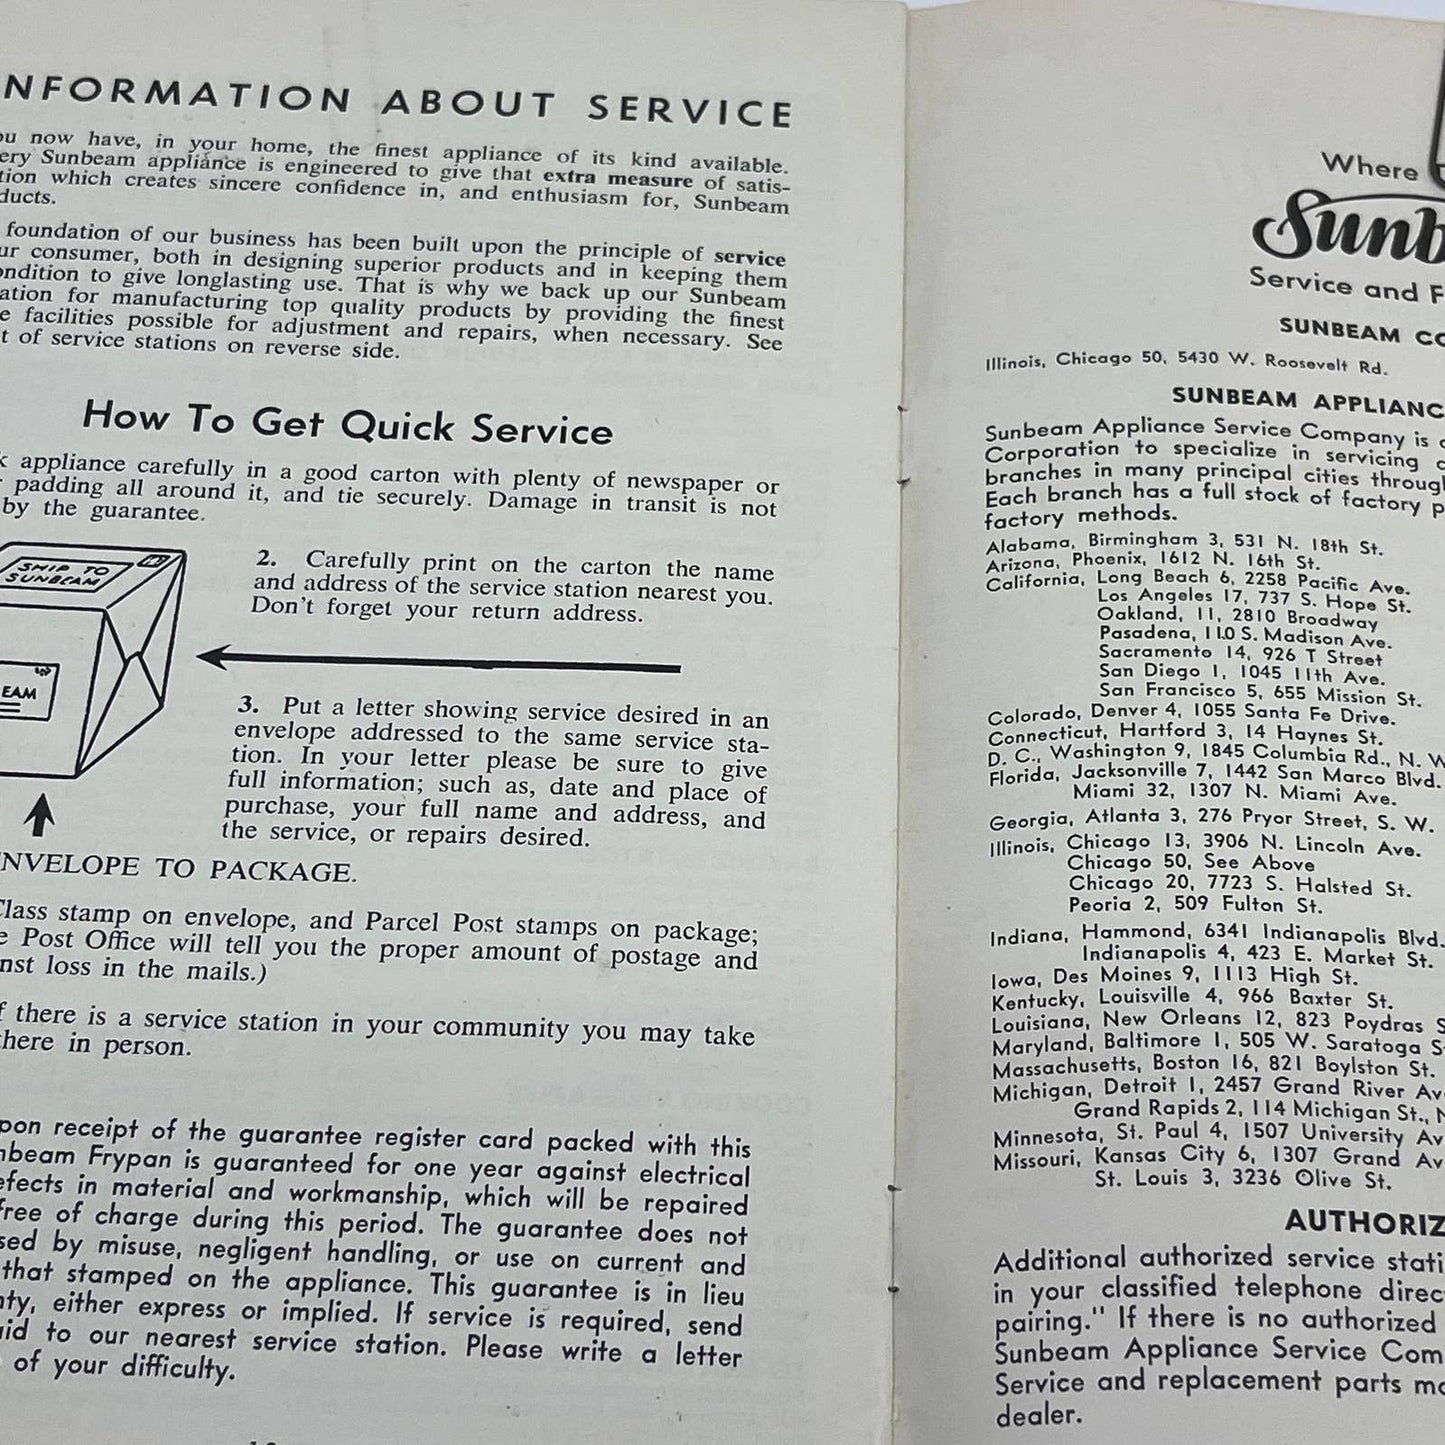 NFORMATION ABOUT SERVICE
ou now have, in your home, the finest appliance of its kind available.
ery Sunbeam appliance is engineered to give that extra measure of satis-
tion which creates sincere confidence in, and enthusiasm for, Sunbeam
ducts.
foundation of our business has been built upon the principle of service
ur consumer, both in designing superior products and in keeping them
ondition to give longlasting use. That is why we back up our Sunbeam
ation for manufacturing top quality products by providing the finest
e facilities possible for adjustment and repairs, when necessary. See
t of service stations on reverse side.
How To Get Quick Service
k appliance carefully in a good carton with plenty of newspaper or
r padding all around it, and tie securely. Damage in transit is not
by the guarantee.
SHIP TO
SUNBEAM
EAM
2. Carefully print on the carton the name
and address of the service station nearest you.
Don't forget your return address.
3. Put a letter showing service desired in an
envelope addressed to the same service sta-
tion. In your letter please be sure to give
full information; such as, date and place of
purchase, your full name and address, and
the service, or repairs desired.
NVELOPE TO PACKAGE.
Class stamp on envelope, and Parcel Post stamps on package;
e Post Office will tell you the proper amount of postage and
nst loss in the mails.)
f there is a service station in your community you may take
there in person.
pon receipt of the guarantee register card packed with this
nbeam Frypan is guaranteed for one year against electrical
efects in material and workmanship, which will be repaired
free of charge during this period. The guarantee does not
sed by misuse, negligent handling, or use on current and
that stamped on the appliance. This guarantee is in lieu
nty, either express or implied. If service is required, send
aid to our nearest service station. Please write a letter
of your difficulty.
Where
Sunb
Service and F
SUNBEAM CO
Illinois, Chicago 50, 5430 W. Roosevelt Rd.
SUNBEAM APPLIANC
Sunbeam Appliance Service Company is
Corporation to specialize in servicing
branches in many principal cities throug
Each branch has a full stock of factory p
factory methods.
Alabama, Birmingham 3, 531 N. 18th St.
Arizona, Phoenix, 1612 N. 16th St.
California, Long Beach 6, 2258 Pacific Ave.
Los Angeles 17, 737 S. Hope St.
Oakland, 11, 2810 Broadway
Pasadena, 110 S. Madison Ave.
Sacramento 14, 926 T Street
San Diego 1, 1045 11th Ave.
San Francisco 5, 655 Mission St.
Colorado, Denver 4, 1055 Santa Fe Drive.
Connecticut, Hartford 3, 14 Haynes St.
D. C., Washington 9, 1845 Columbia Rd., N. W
Florida, Jacksonville 7, 1442 San Marco Blvd.
Miami 32, 1307 N. Miami Ave.
Georgia, Atlanta 3, 276 Pryor Street, S. W.
Illinois, Chicago 13, 3906 N. Lincoln Ave.
Chicago 50, See Above
Chicago 20, 7723 S. Halsted St.
Peoria 2, 509 Fulton St.
Indiana, Hammond, 6341 Indianapolis Blvd.
Indianapolis 4, 423 E. Market St.
Iowa, Des Moines 9, 1113 High St.
Kentucky, Louisville 4, 966 Baxter St.
Louisiana, New Orleans 12, 823 Poydras S
Maryland, Baltimore 1, 505 W. Saratoga S
Massachusetts, Boston 16, 821 Boylston St.
Michigan, Detroit 1, 2457 Grand River Av
Grand Rapids 2, 114 Michigan St., N
Minnesota, St. Paul 4, 1507 University Av
Missouri, Kansas City 6, 1307 Grand Av
St. Louis 3, 3236 Olive St.
AUTHORIZ
Additional authorized service stati
in your classified telephone direc
pairing." If there is no authorized
Sunbeam Appliance Service Com
Service and replacement parts ma
dealer.